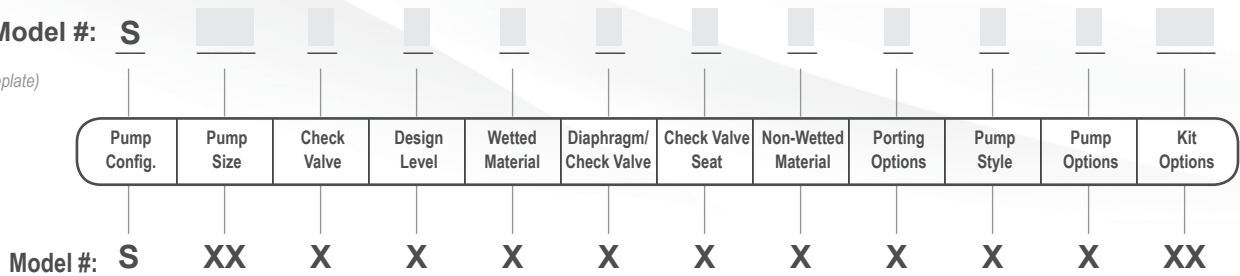 Model #: S
eplate)
Pump Config.
Pump Size
Check Valve
Design Level
Wetted Material
Diaphragm/ Check Valve
Check Valve Seat
Non-Wetted Material
Porting Options
Pump Style
Pump Options
Kit Options
Model #: S XX X X X X X X X X X XX